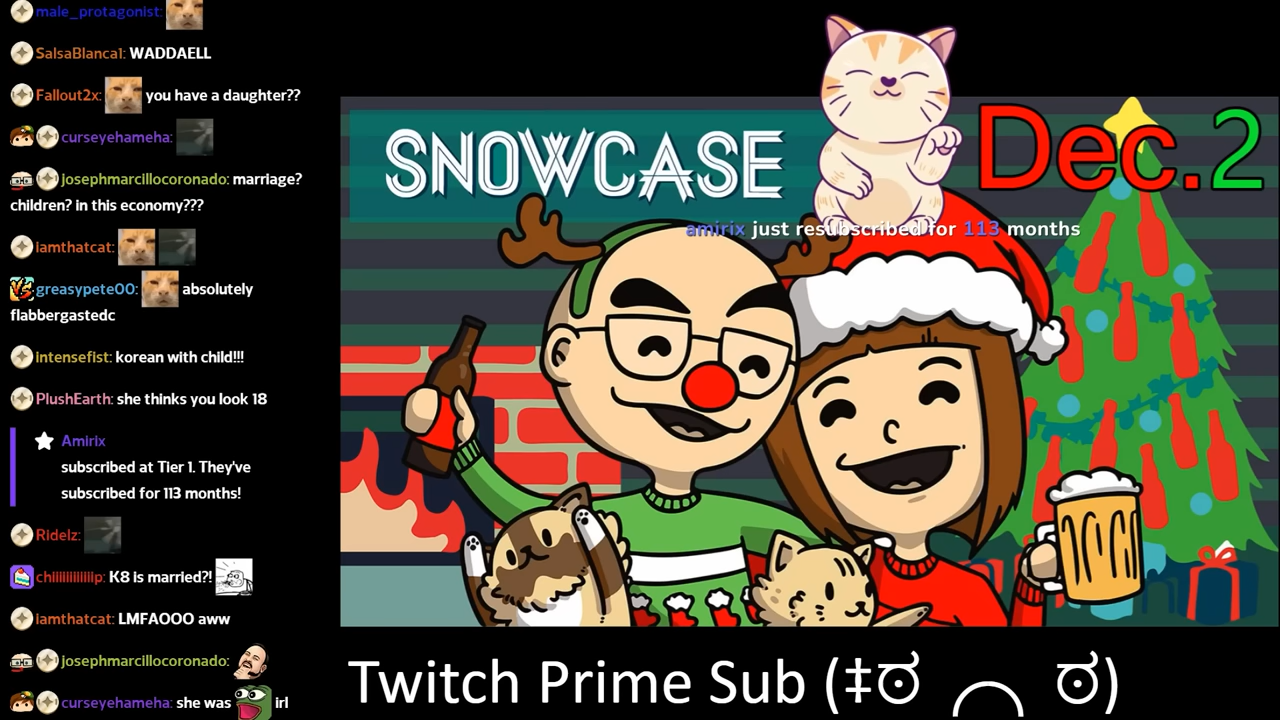 male_protagonist:
SalsaBlanca1: WADDAELL
Fallout2x: you have a daughter??
curseyehameha:
josephmarcillocoronado: marriage?
children? in this economy???
iamthatcat:
greasypete00: absolutely
flabbergastedc
intensefist: korean with child!!!
PlushEarth: she thinks you look 18
Amirix
subscribed at Tier 1. They've
subscribed for 113 months!
Ridelz:
chiiiiiiiiiiiip: K8 is married?!
iamthatcat: LMFAOOO aww
josephmarcillocoronado:
curseyehameha: she was irl
SNOWCASE
Dec.2
amirix just resubscribed for 113 months
Twitch Prime Sub (‡ಠ ╭╮ ಠ)